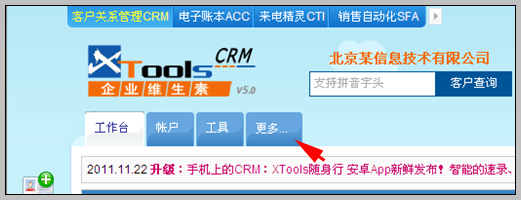 客户关系管理CRM 电子账本ACC 来电精灵CTI 销售自动化SFA
XTools CRM
企业维生素 v5.0
北京某信息技术有限公司
支持拼音字头 客户查询
工作台 帐户 工具 更多...
2011.11.22 升级：手机上的CRM：XTools随身行 安卓App新鲜发布！智能的速录、